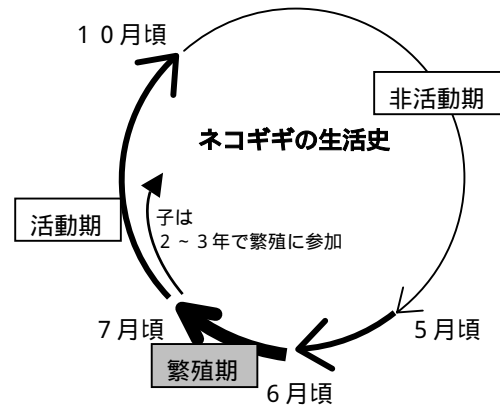 １０月頃
非活動期
ネコギギの生活史
子は
２～３年で繁殖に参加
活動期
7月頃
5月頃
繁殖期
6月頃